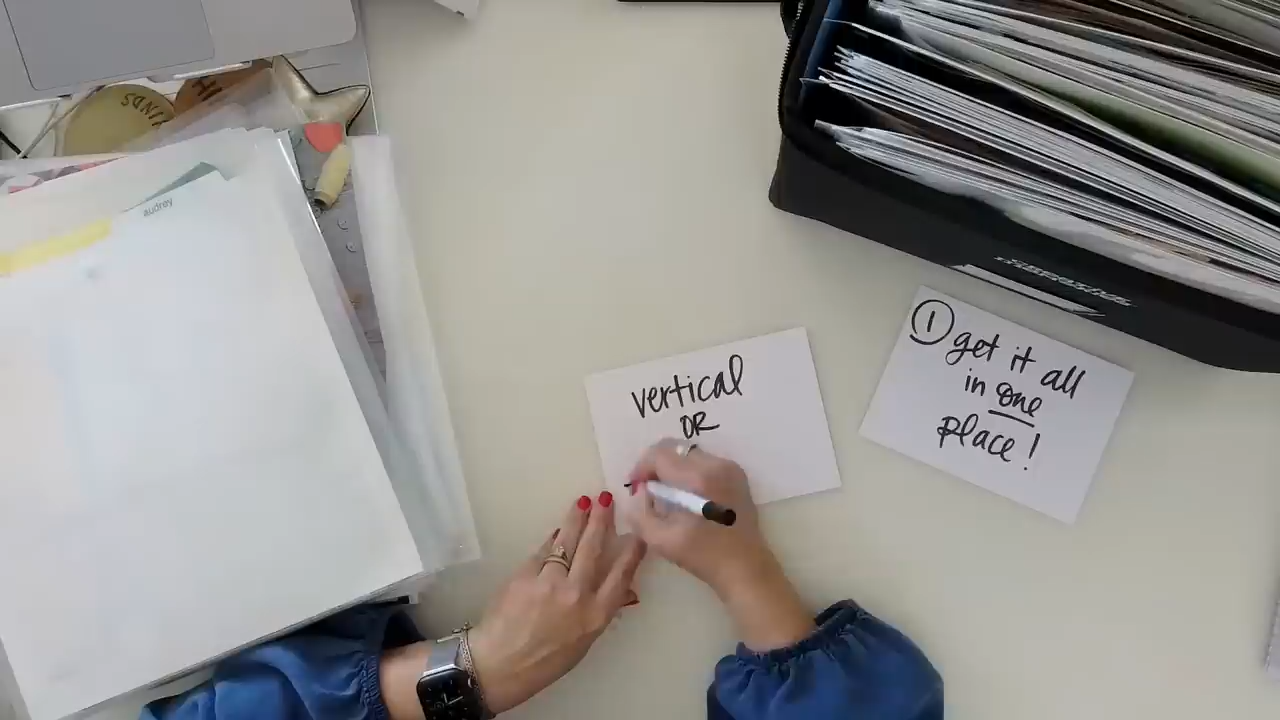 audrey
vertical
OR
① get it all
in one
place!